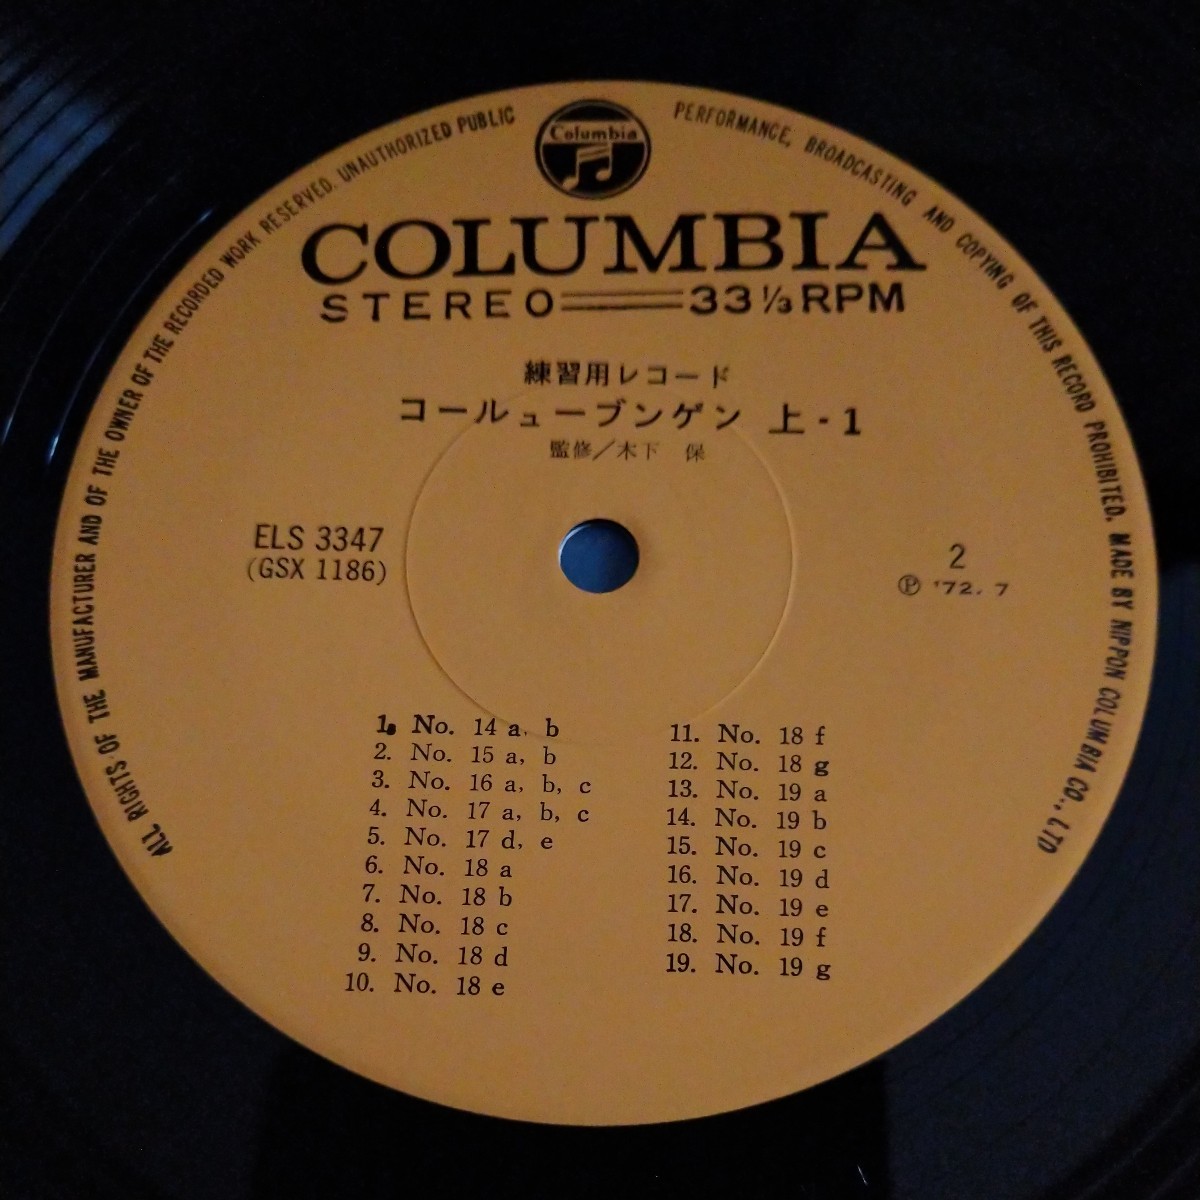 ALL RIGHTS OF THE MANUFACTURER AND OF THE OWNER OF THE RECORDED WORK RESERVED. UNAUTHORIZED PUBLIC PERFORMANCE, BROADCASTING AND COPYING OF THIS RECORD PROHIBITED. MADE BY NIPPON COLUMBIA CO., LTD
Columbia
COLUMBIA
STEREO 33 1/3 RPM
練習用レコード
コールューブンゲン 上-1
監修/木下 保
ELS 3347
(GSX 1186)
2
Ⓟ '72. 7
1. No. 14 a, b
2. No. 15 a, b
3. No. 16 a, b, c
4. No. 17 a, b, c
5. No. 17 d, e
6. No. 18 a
7. No. 18 b
8. No. 18 c
9. No. 18 d
10. No. 18 e
11. No. 18 f
12. No. 18 g
13. No. 19 a
14. No. 19 b
15. No. 19 c
16. No. 19 d
17. No. 19 e
18. No. 19 f
19. No. 19 g